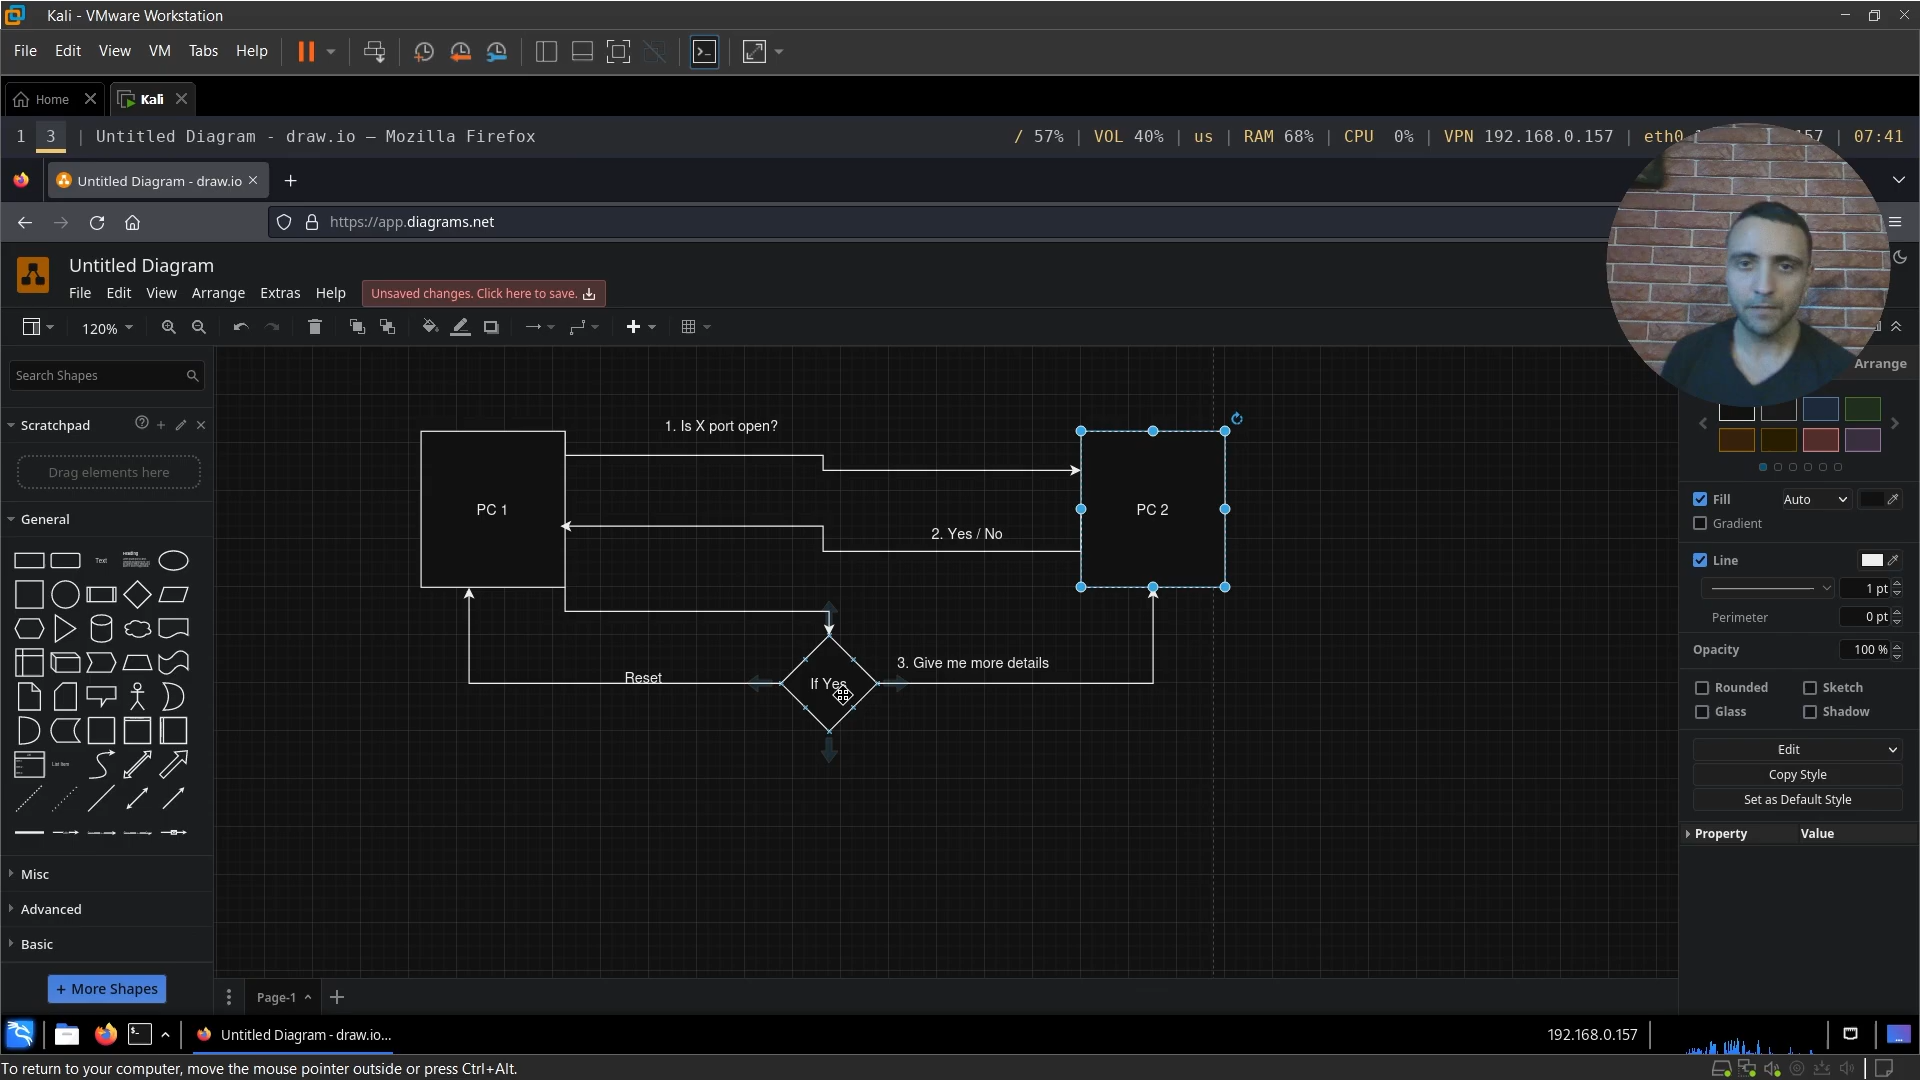 Kali - VMware Workstation
File Edit View VM Tabs Help
Home Kali
1 3 | Untitled Diagram - draw.io — Mozilla Firefox
/ 57% | VOL 40% | us | RAM 68% | CPU 0% | VPN 192.168.0.157 | eth0 57 | 07:41
Untitled Diagram - draw.io
https://app.diagrams.net
Untitled Diagram
File Edit View Arrange Extras Help Unsaved changes. Click here to save.
120%
Search Shapes
Arrange
Scratchpad
Drag elements here
General
Text Heading
List Item
Misc
Advanced
Basic
+ More Shapes
1. Is X port open?
PC 1
PC 2
2. Yes / No
3. Give me more details
Reset
If Yes
Fill Auto
Gradient
Line
1 pt
Perimeter 0 pt
Opacity 100 %
Rounded Sketch
Glass Shadow
Edit
Copy Style
Set as Default Style
Property Value
Page-1
Untitled Diagram - draw.io...
192.168.0.157
To return to your computer, move the mouse pointer outside or press Ctrl+Alt.